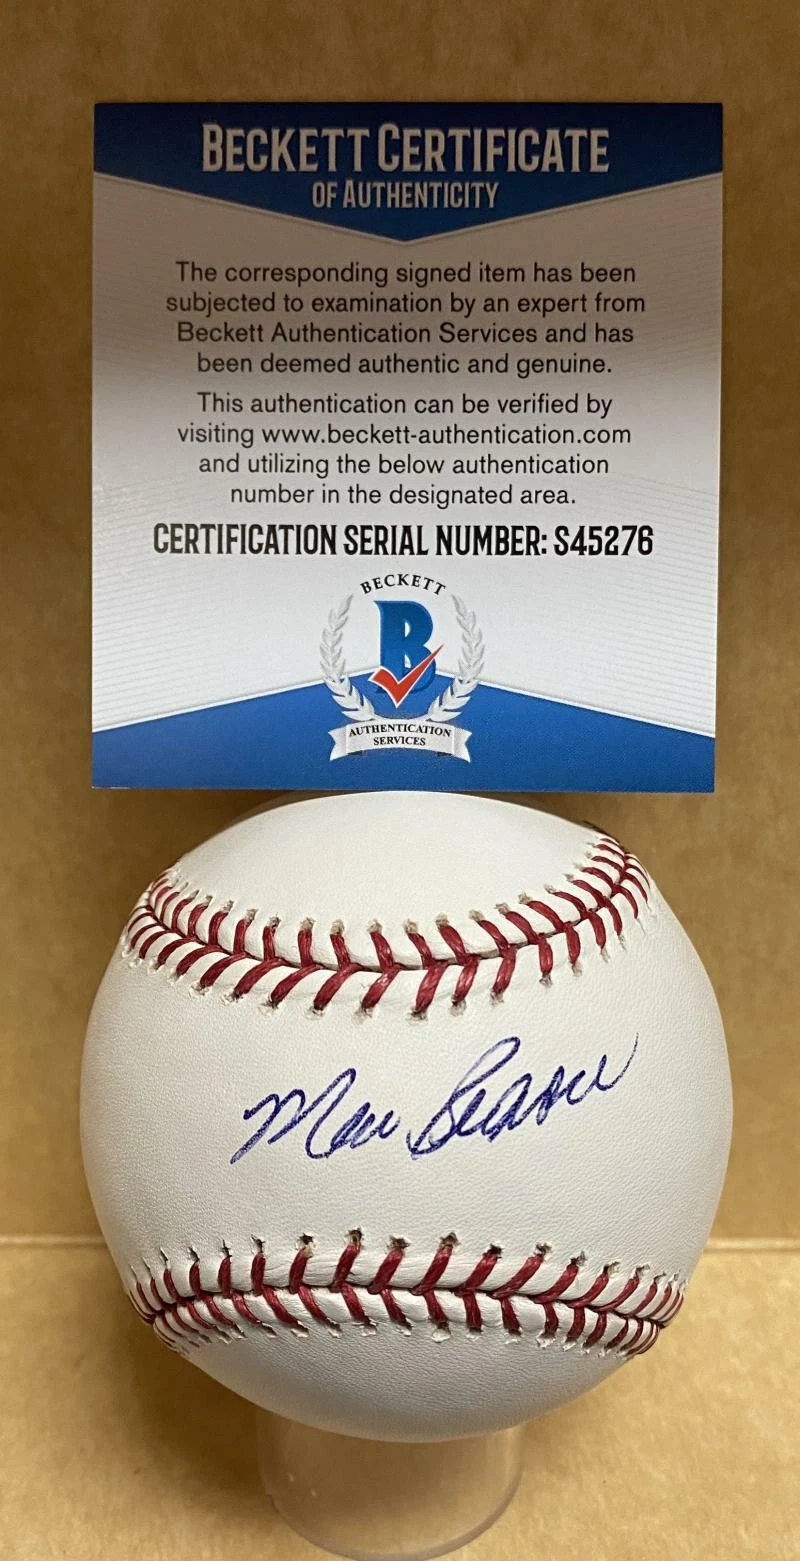 BECKETT CERTIFICATE
OF AUTHENTICITY
The corresponding signed item has been
subjected to examination by an expert from
Beckett Authentication Services and has
been deemed authentic and genuine.
This authentication can be verified by
visiting www.beckett-authentication.com
and utilizing the below authentication
number in the designated area.
CERTIFICATION SERIAL NUMBER: S45276
BECKETT
B
AUTHENTICATION
SERVICES